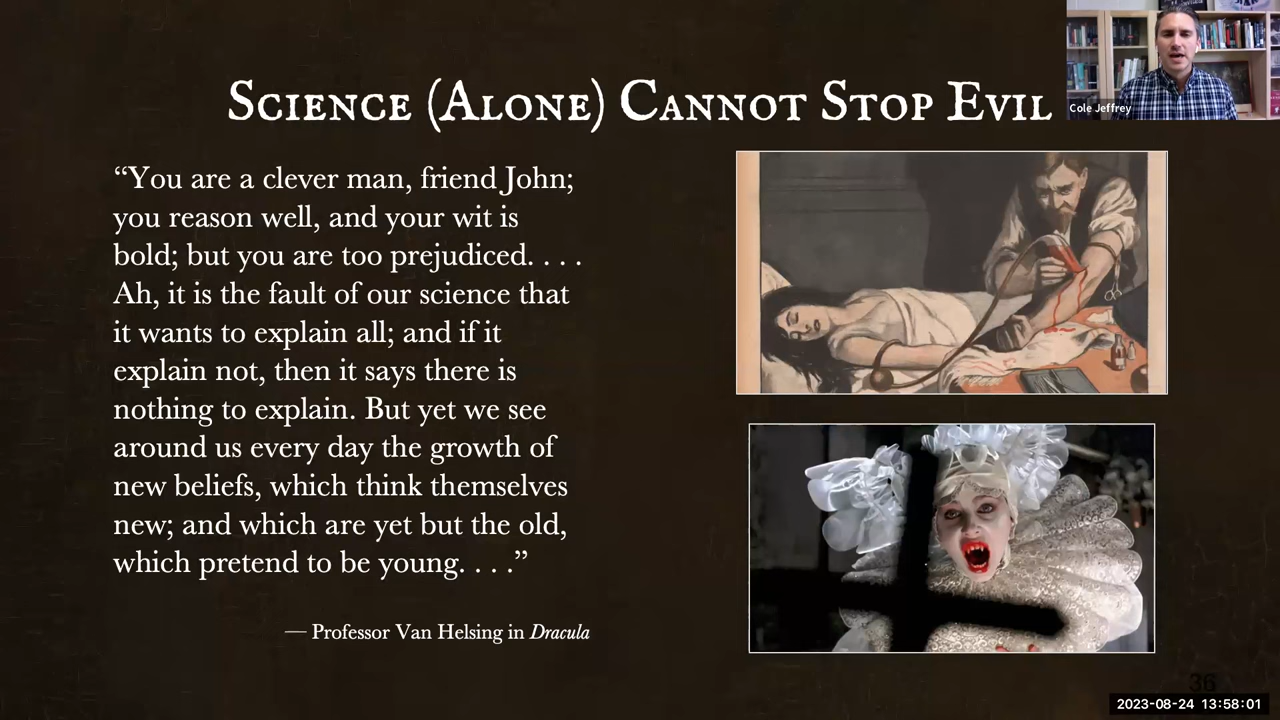 Science (Alone) Cannot Stop Evil
Cole Jeffrey
“You are a clever man, friend John;
you reason well, and your wit is
bold; but you are too prejudiced. . . .
Ah, it is the fault of our science that
it wants to explain all; and if it
explain not, then it says there is
nothing to explain. But yet we see
around us every day the growth of
new beliefs, which think themselves
new; and which are yet but the old,
which pretend to be young. . . .”
— Professor Van Helsing in Dracula
36
2023-08-24 13:58:01